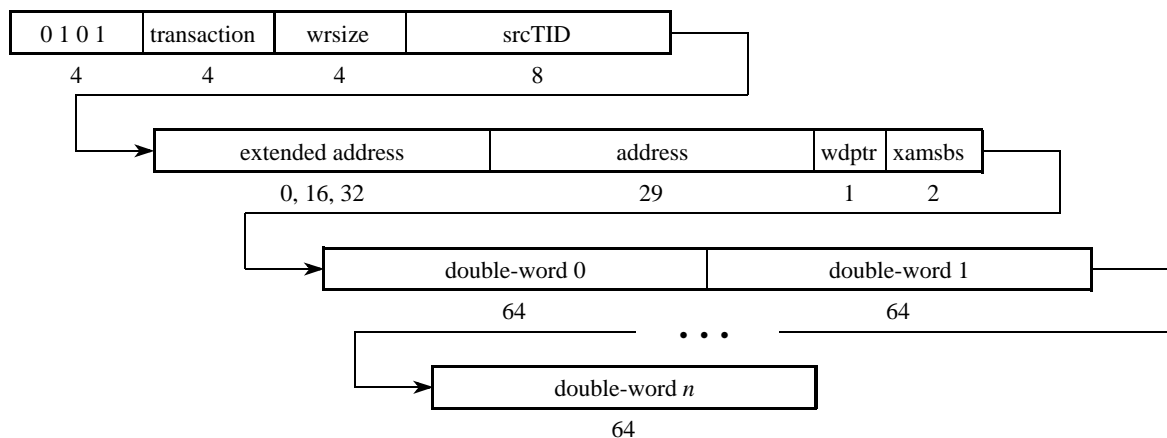 0 1 0 1 transaction wrsize srcTID
4 4 4 8
extended address address wdptr xamsbs
0, 16, 32 29 1 2
double-word 0 double-word 1
64 64
. . .
double-word n
64